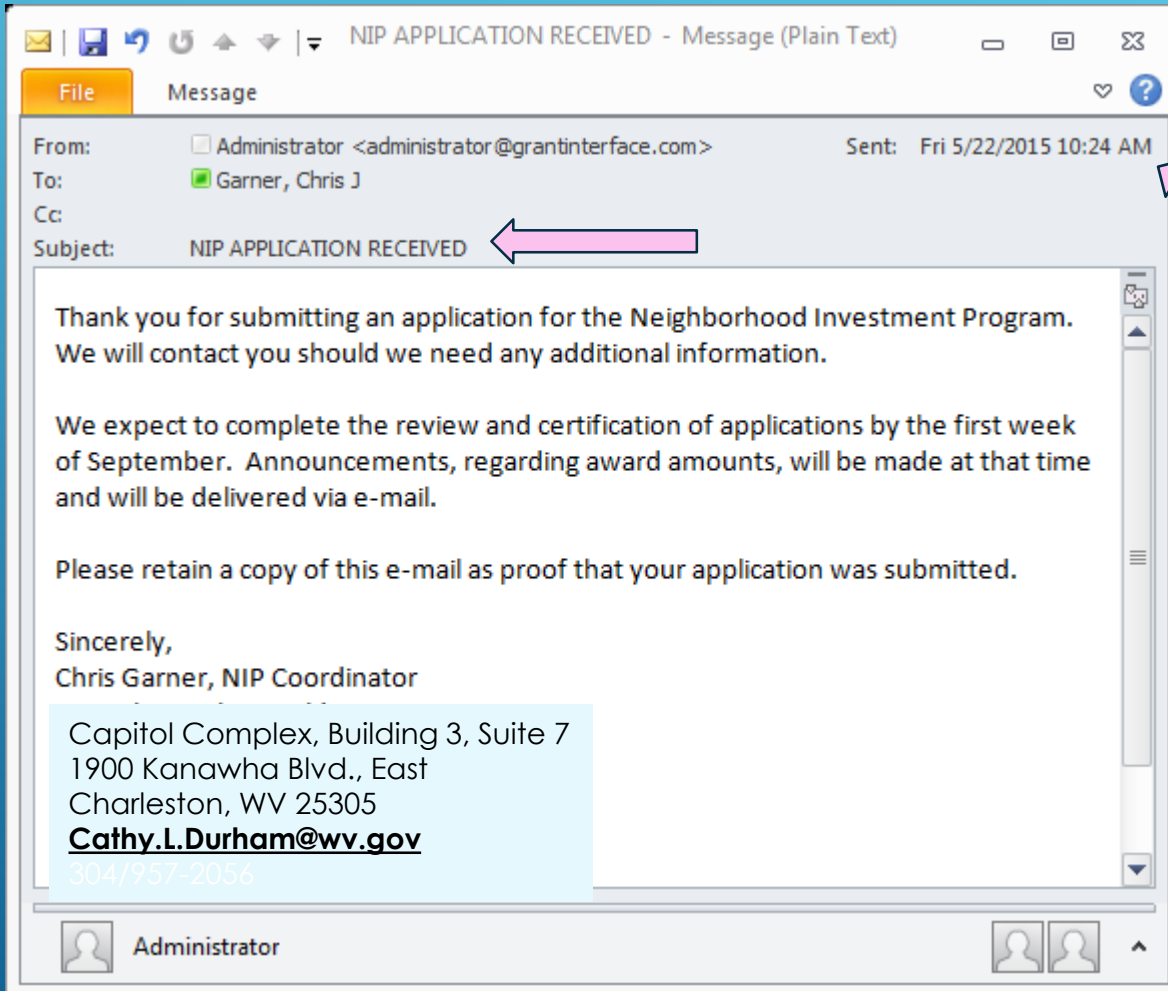 NIP APPLICATION RECEIVED - Message (Plain Text)
File Message
From: Administrator <administrator@grantinterface.com> Sent: Fri 5/22/2015 10:24 AM
To: Garner, Chris J
Cc:
Subject: NIP APPLICATION RECEIVED
Thank you for submitting an application for the Neighborhood Investment Program.
We will contact you should we need any additional information.
We expect to complete the review and certification of applications by the first week
of September. Announcements, regarding award amounts, will be made at that time
and will be delivered via e-mail.
Please retain a copy of this e-mail as proof that your application was submitted.
Sincerely,
Chris Garner, NIP Coordinator
Capitol Complex, Building 3, Suite 7
1900 Kanawha Blvd., East
Charleston, WV 25305
Cathy.L.Durham@wv.gov
304/957-2056
Administrator